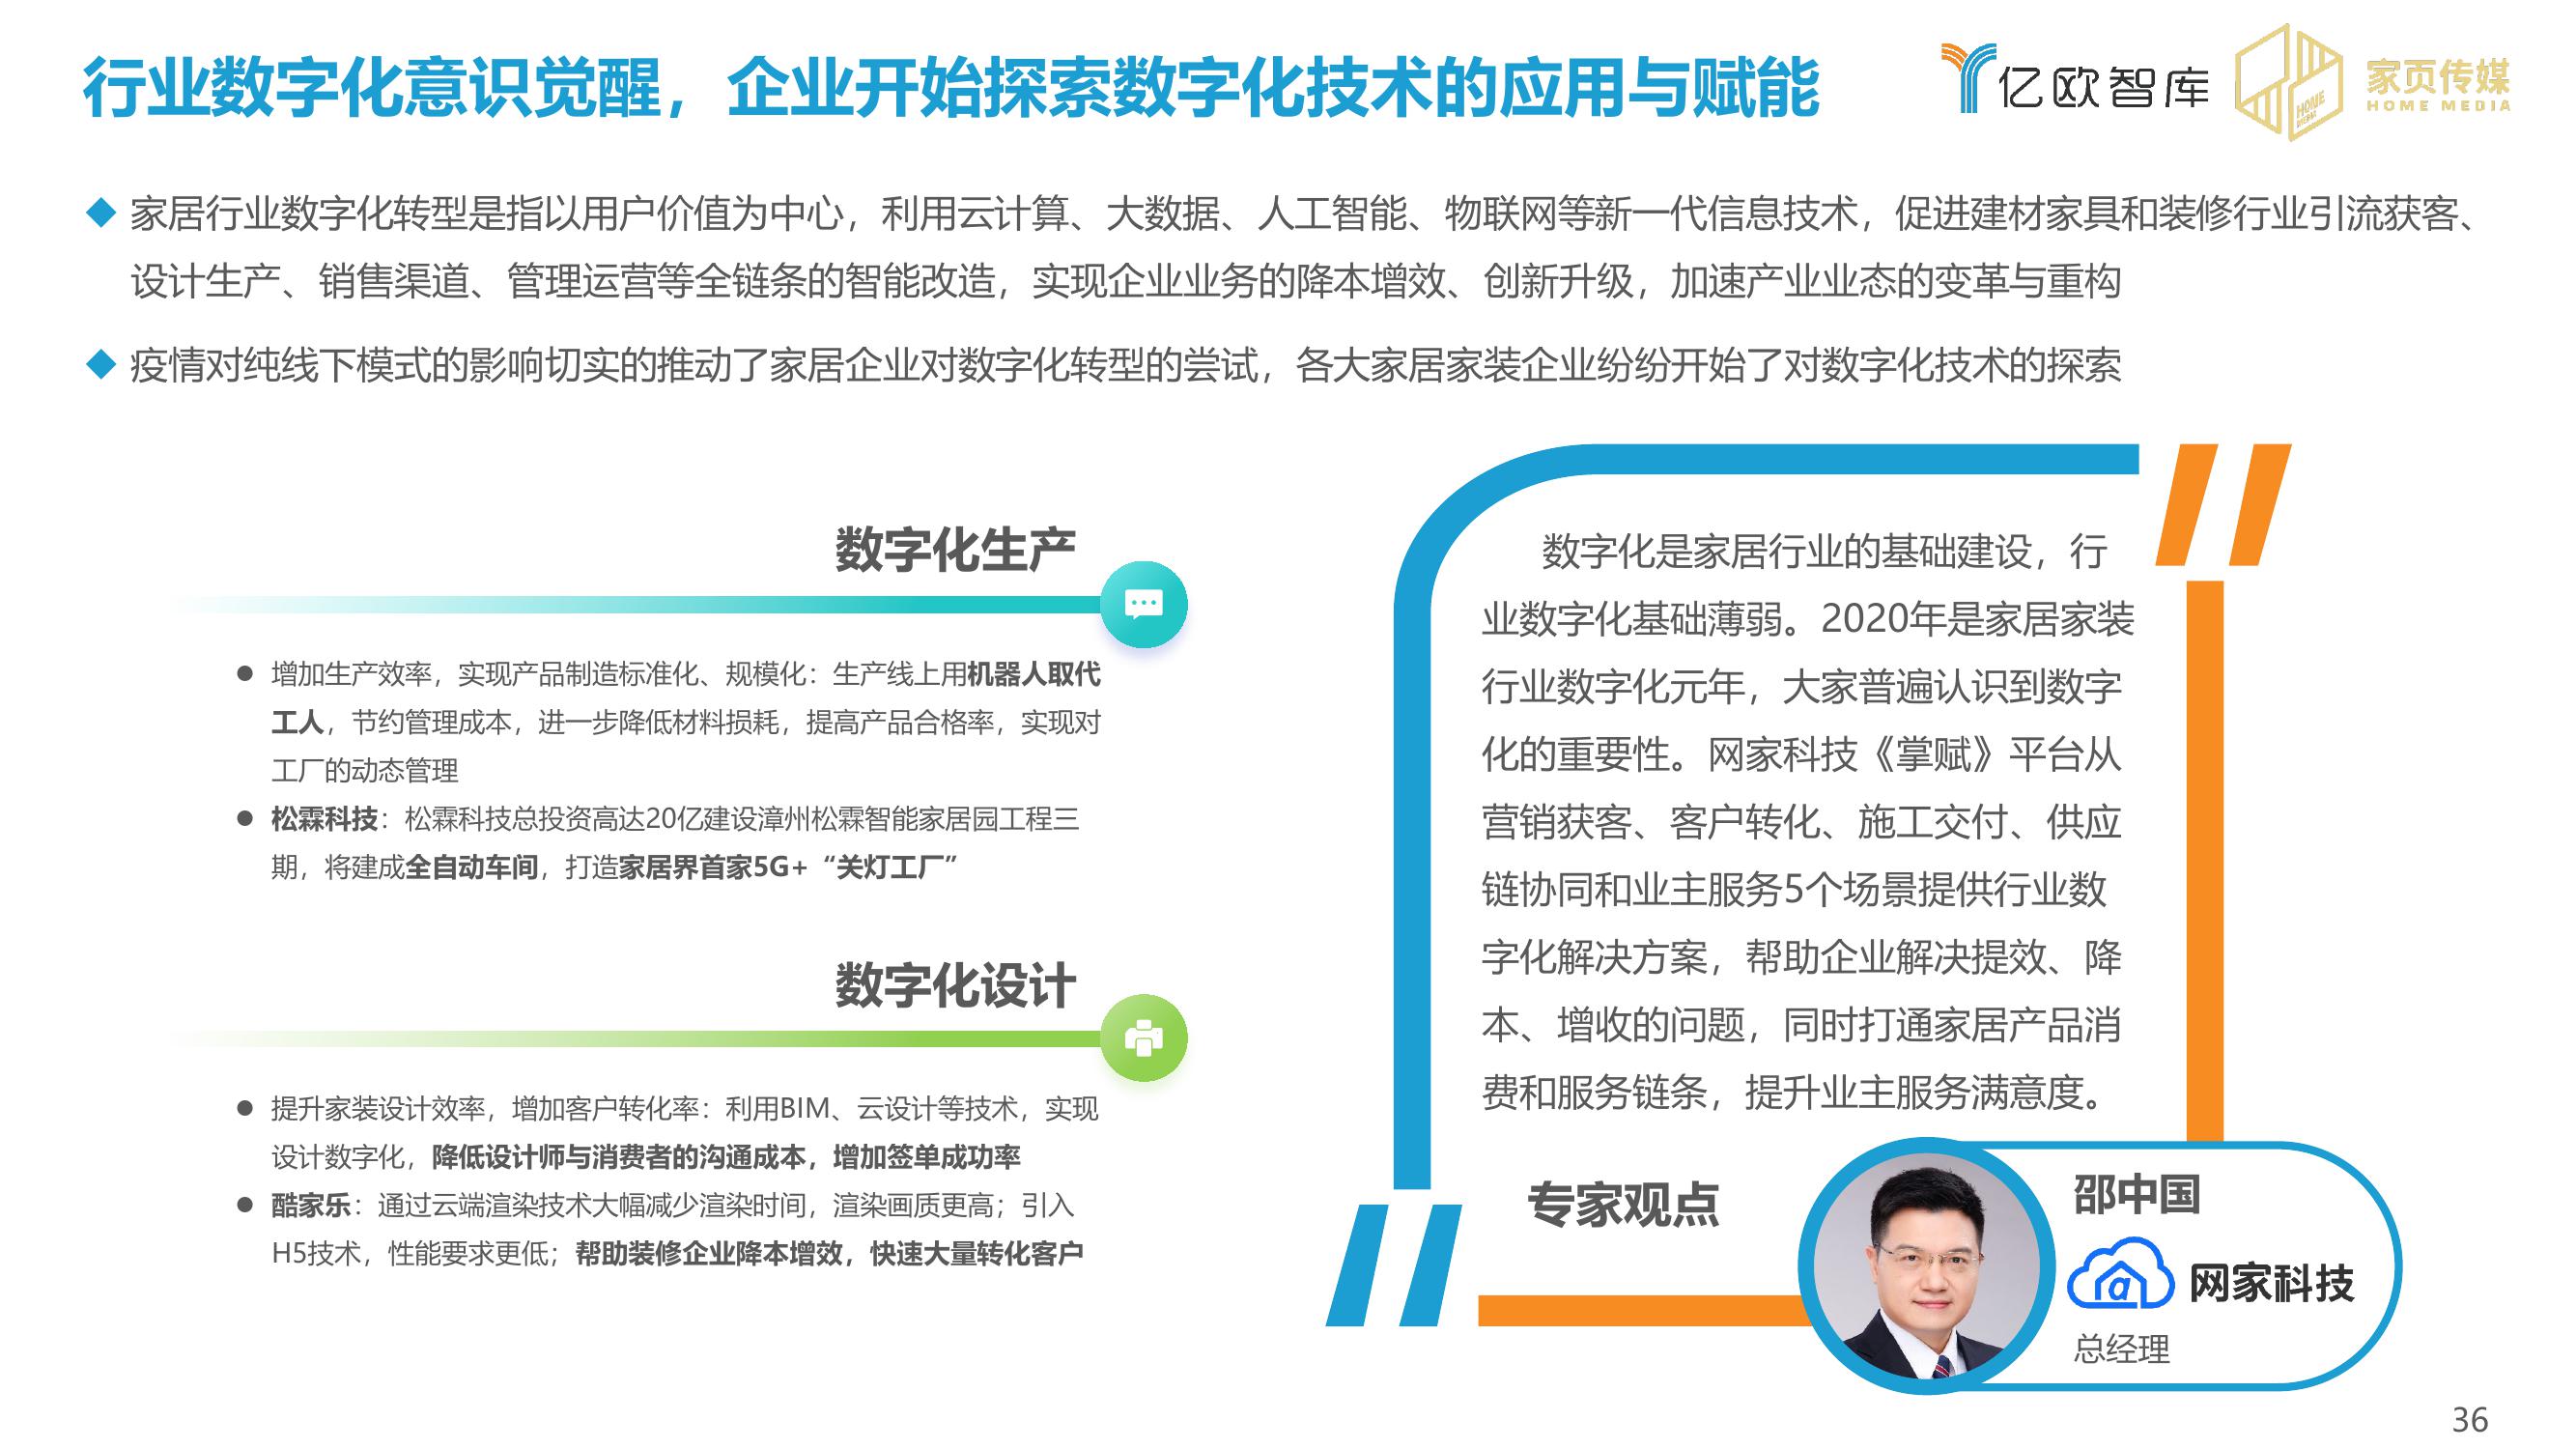 行业数字化意识觉醒，企业开始探索数字化技术的应用与赋能
亿欧智库
家页传媒
HOME MEDIA
HOME
MEDIA
家居行业数字化转型是指以用户价值为中心，利用云计算、大数据、人工智能、物联网等新一代信息技术，促进建材家具和装修行业引流获客、
设计生产、销售渠道、管理运营等全链条的智能改造，实现企业业务的降本增效、创新升级，加速产业业态的变革与重构
疫情对纯线下模式的影响切实的推动了家居企业对数字化转型的尝试，各大家居家装企业纷纷开始了对数字化技术的探索
数字化生产
增加生产效率，实现产品制造标准化、规模化：生产线上用机器人取代
工人，节约管理成本，进一步降低材料损耗，提高产品合格率，实现对
工厂的动态管理
松霖科技：松霖科技总投资高达20亿建设漳州松霖智能家居园工程三
期，将建成全自动车间，打造家居界首家5G+“关灯工厂”
数字化设计
提升家装设计效率，增加客户转化率：利用BIM、云设计等技术，实现
设计数字化，降低设计师与消费者的沟通成本，增加签单成功率
酷家乐：通过云端渲染技术大幅减少渲染时间，渲染画质更高；引入
H5技术，性能要求更低；帮助装修企业降本增效，快速大量转化客户
数字化是家居行业的基础建设，行
业数字化基础薄弱。2020年是家居家装
行业数字化元年，大家普遍认识到数字
化的重要性。网家科技《掌赋》平台从
营销获客、客户转化、施工交付、供应
链协同和业主服务5个场景提供行业数
字化解决方案，帮助企业解决提效、降
本、增收的问题，同时打通家居产品消
费和服务链条，提升业主服务满意度。
专家观点
邵中国
网家科技
总经理
36